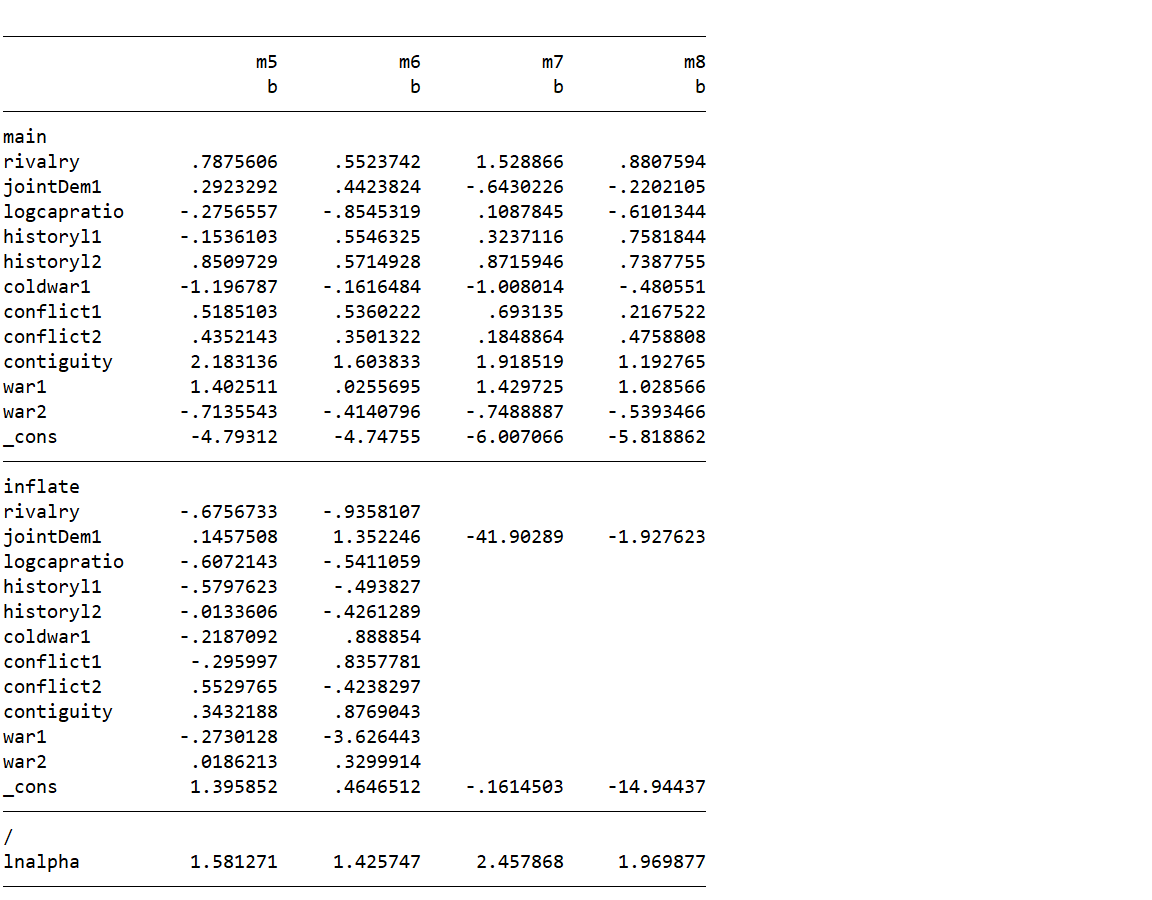 m5 m6 m7 m8
b b b b
main
rivalry .7875606 .5523742 1.528866 .8807594
jointDem1 .2923292 .4423824 -.6430226 -.2202105
logcapratio -.2756557 -.8545319 .1087845 -.6101344
historyl1 -.1536103 .5546325 .3237116 .7581844
historyl2 .8509729 .5714928 .8715946 .7387755
coldwar1 -1.196787 -.1616484 -1.008014 -.480551
conflict1 .5185103 .5360222 .693135 .2167522
conflict2 .4352143 .3501322 .1848864 .4758808
contiguity 2.183136 1.603833 1.918519 1.192765
war1 1.402511 .0255695 1.429725 1.028566
war2 -.7135543 -.4140796 -.7488887 -.5393466
_cons -4.79312 -4.74755 -6.007066 -5.818862
inflate
rivalry -.6756733 -.9358107
jointDem1 .1457508 1.352246 -41.90289 -1.927623
logcapratio -.6072143 -.5411059
historyl1 -.5797623 -.493827
historyl2 -.0133606 -.4261289
coldwar1 -.2187092 .888854
conflict1 -.295997 .8357781
conflict2 .5529765 -.4238297
contiguity .3432188 .8769043
war1 -.2730128 -3.626443
war2 .0186213 .3299914
_cons 1.395852 .4646512 -.1614503 -14.94437
/
lnalpha 1.581271 1.425747 2.457868 1.969877